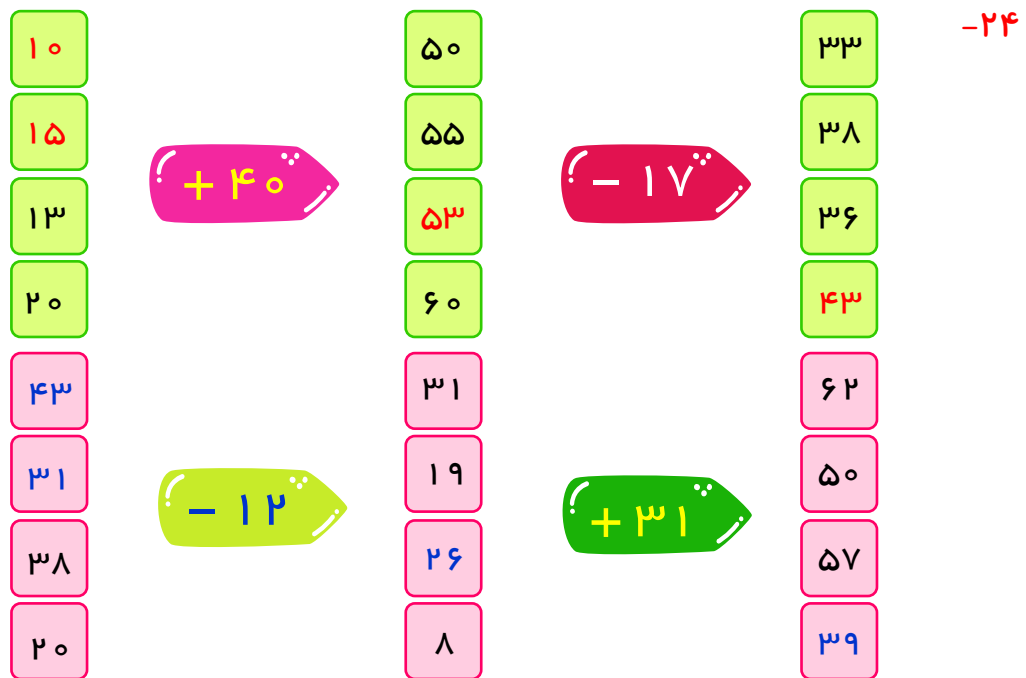 ۱۰ ۵۰ ۳۳ -۲۴
۱۵ ۵۵ ۳۸
+ ۴۰ - ۱۷
۱۳ ۵۳ ۳۶
۲۰ ۶۰ ۴۳
۴۳ ۳۱ ۶۲
۳۱ ۱۹ ۵۰
- ۱۲ + ۳۱
۳۸ ۲۶ ۵۷
۲۰ ۸ ۳۹